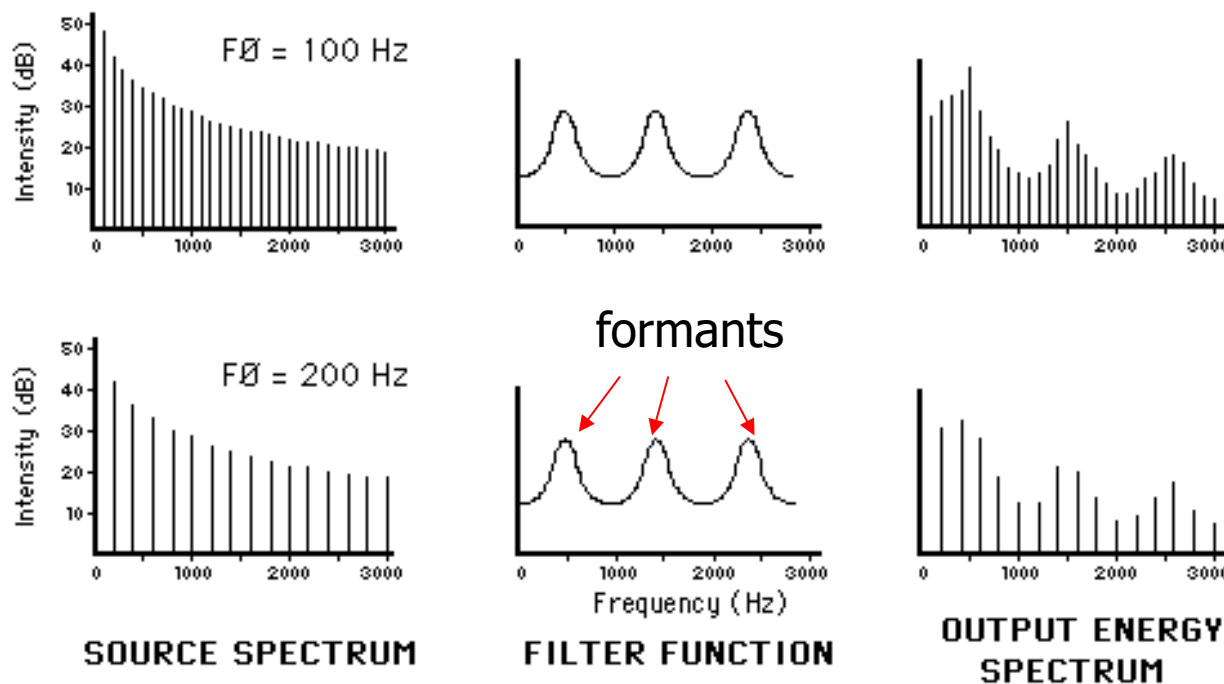 Intensity (dB)
50
40
30
20
10
FØ = 100 Hz
0 1000 2000 3000
0 1000 2000 3000
0 1000 2000 3000
formants
Intensity (dB)
50
40
30
20
10
FØ = 200 Hz
0 1000 2000 3000
0 1000 2000 3000
Frequency (Hz)
0 1000 2000 3000
SOURCE SPECTRUM
FILTER FUNCTION
OUTPUT ENERGY
SPECTRUM